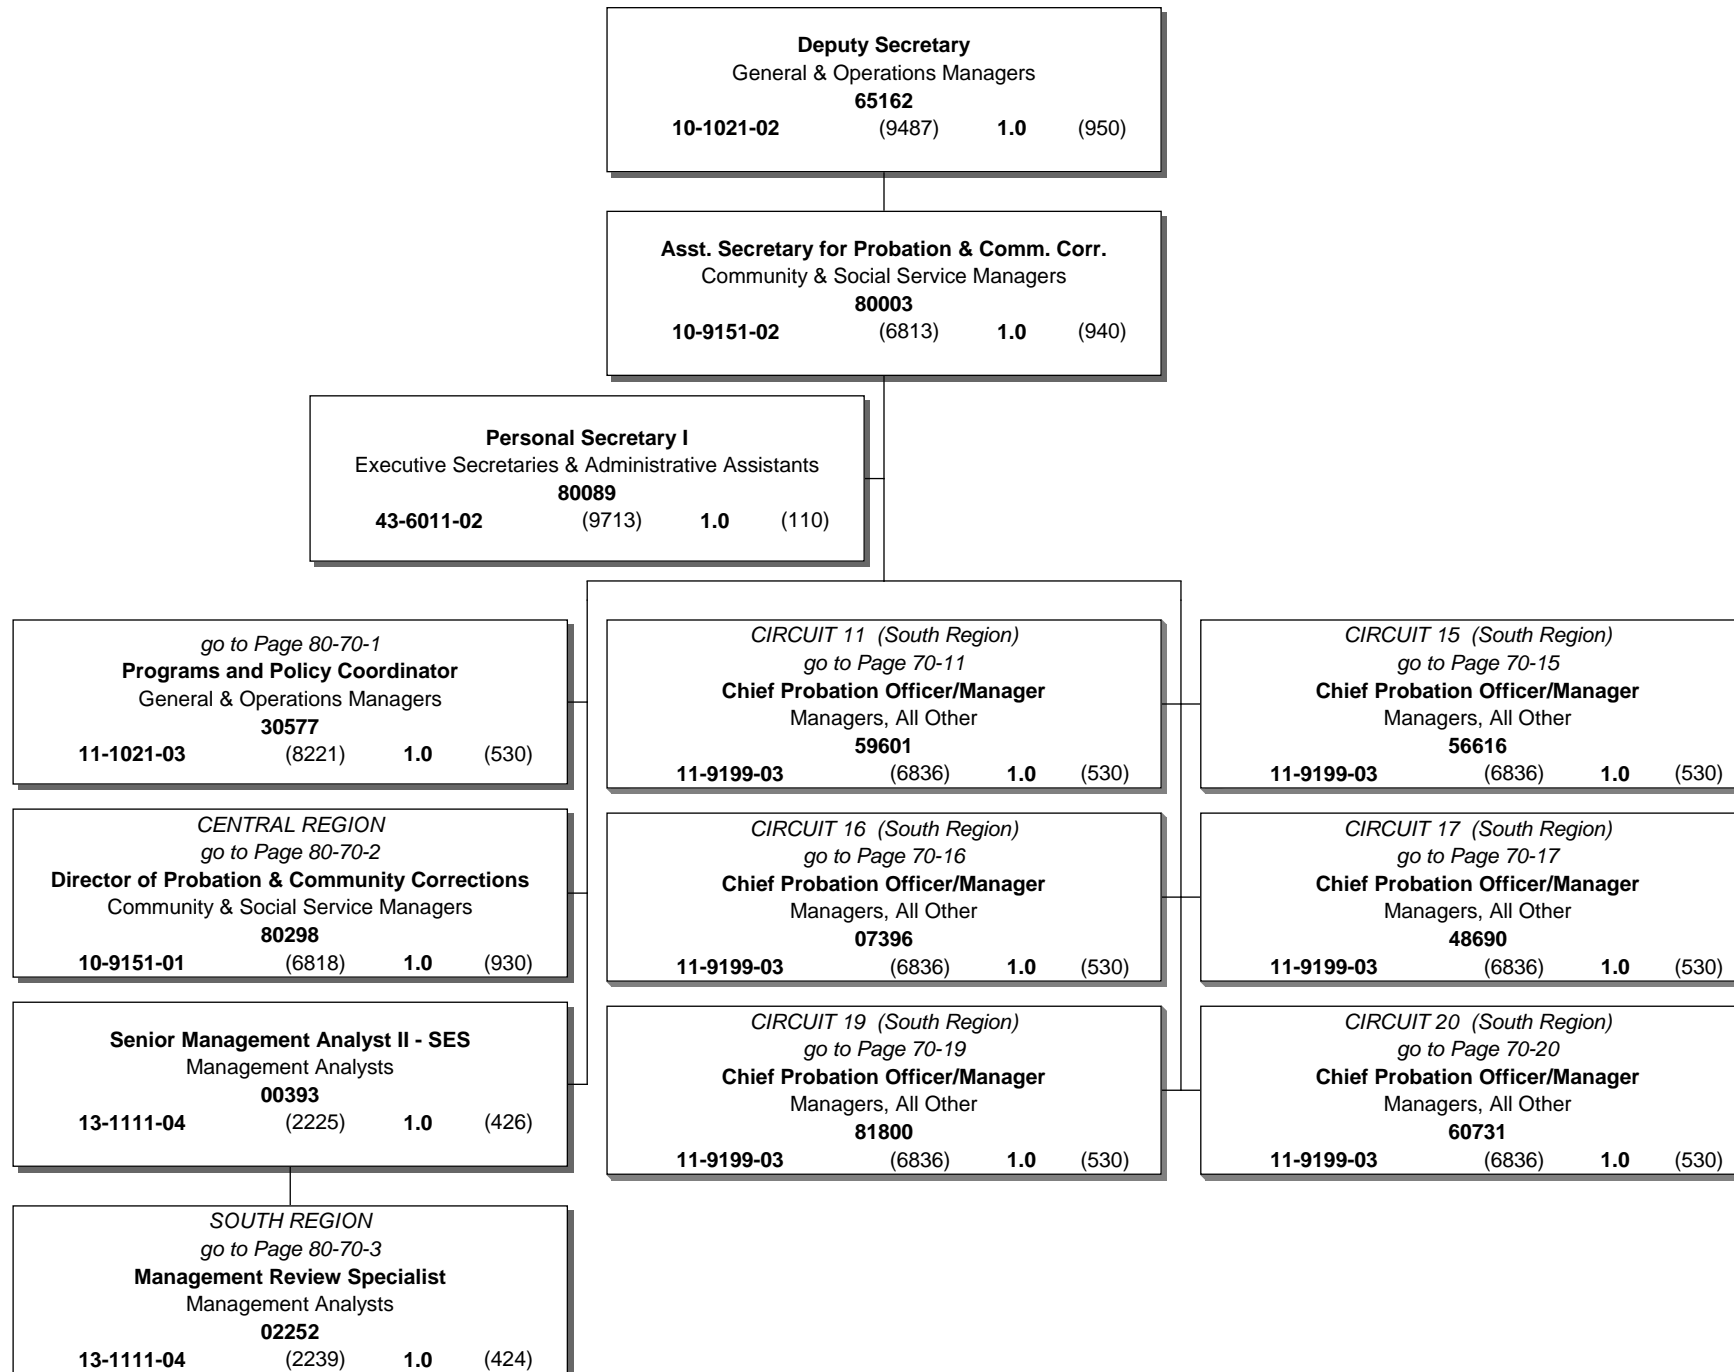 Deputy Secretary
General & Operations Managers
65162
10-1021-02 (9487) 1.0 (950)
Asst. Secretary for Probation & Comm. Corr.
Community & Social Service Managers
80003
10-9151-02 (6813) 1.0 (940)
Personal Secretary I
Executive Secretaries & Administrative Assistants
80089
43-6011-02 (9713) 1.0 (110)
go to Page 80-70-1
Programs and Policy Coordinator
General & Operations Managers
30577
11-1021-03 (8221) 1.0 (530)
CENTRAL REGION
go to Page 80-70-2
Director of Probation & Community Corrections
Community & Social Service Managers
80298
10-9151-01 (6818) 1.0 (930)
Senior Management Analyst II - SES
Management Analysts
00393
13-1111-04 (2225) 1.0 (426)
SOUTH REGION
go to Page 80-70-3
Management Review Specialist
Management Analysts
02252
13-1111-04 (2239) 1.0 (424)
CIRCUIT 11 (South Region)
go to Page 70-11
Chief Probation Officer/Manager
Managers, All Other
59601
11-9199-03 (6836) 1.0 (530)
CIRCUIT 16 (South Region)
go to Page 70-16
Chief Probation Officer/Manager
Managers, All Other
07396
11-9199-03 (6836) 1.0 (530)
CIRCUIT 19 (South Region)
go to Page 70-19
Chief Probation Officer/Manager
Managers, All Other
81800
11-9199-03 (6836) 1.0 (530)
CIRCUIT 15 (South Region)
go to Page 70-15
Chief Probation Officer/Manager
Managers, All Other
56616
11-9199-03 (6836) 1.0 (530)
CIRCUIT 17 (South Region)
go to Page 70-17
Chief Probation Officer/Manager
Managers, All Other
48690
11-9199-03 (6836) 1.0 (530)
CIRCUIT 20 (South Region)
go to Page 70-20
Chief Probation Officer/Manager
Managers, All Other
60731
11-9199-03 (6836) 1.0 (530)